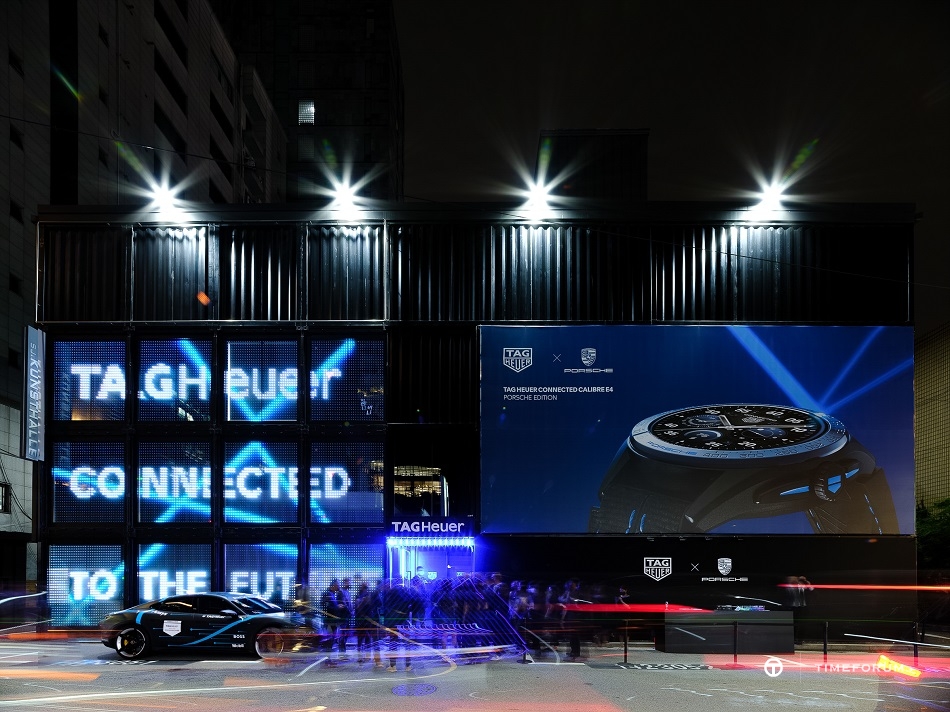 TAGHeuer
CONNECTED
TO THE FUT
SJ.KUNSTHALLE
TAG
HEUER
PORSCHE
TAG HEUER CONNECTED CALIBRE E4
PORSCHE EDITION
TAGHeuer
TAG
HEUER
PORSCHE
BOSS
TIMEFORUM